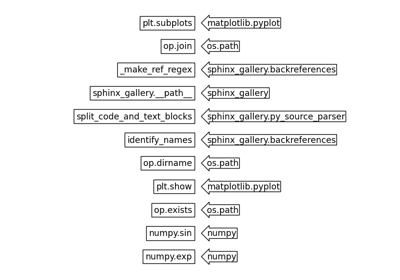 plt.subplots matplotlib.pyplot
op.join os.path
_make_ref_regex sphinx_gallery.backreferences
sphinx_gallery.__path__ sphinx_gallery
split_code_and_text_blocks sphinx_gallery.py_source_parser
identify_names sphinx_gallery.backreferences
op.dirname os.path
plt.show matplotlib.pyplot
op.exists os.path
numpy.sin numpy
numpy.exp numpy